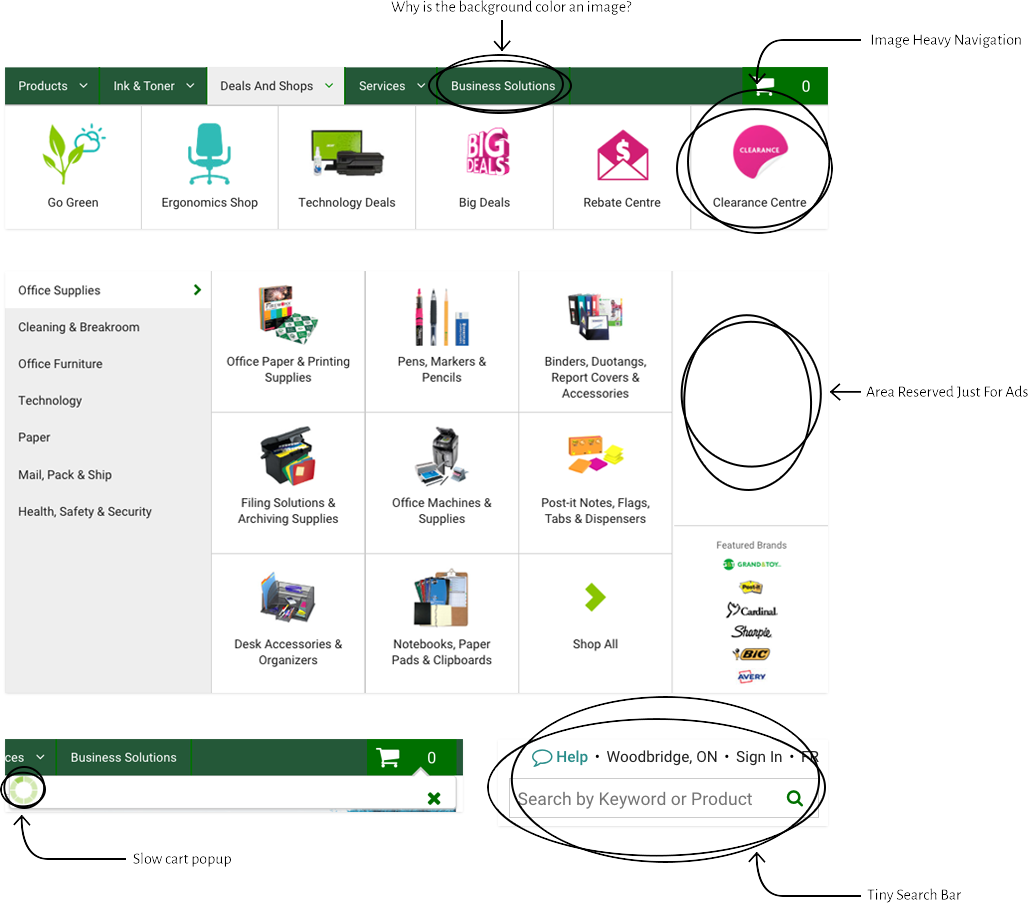 Why is the background color an image?
Image Heavy Navigation
Products
Ink & Toner
Deals And Shops
Services
Business Solutions
0
BIG
DEALS
$
CLEARANCE
Go Green
Ergonomics Shop
Technology Deals
Big Deals
Rebate Centre
Clearance Centre
Office Supplies
Cleaning & Breakroom
Office Furniture
Technology
Paper
Mail, Pack & Ship
Health, Safety & Security
Office Paper & Printing
Supplies
Pens, Markers &
Pencils
Binders, Duotangs,
Report Covers &
Accessories
Filing Solutions &
Archiving Supplies
Office Machines &
Supplies
Post-it Notes, Flags,
Tabs & Dispensers
Desk Accessories &
Organizers
Notebooks, Paper
Pads & Clipboards
Shop All
Area Reserved Just For Ads
Featured Brands
GRAND&TOY
Post-it
Cardinal
Sharpie
BIC
AVERY
ces
Business Solutions
0
Help • Woodbridge, ON • Sign In • FR
Search by Keyword or Product
Slow cart popup
Tiny Search Bar